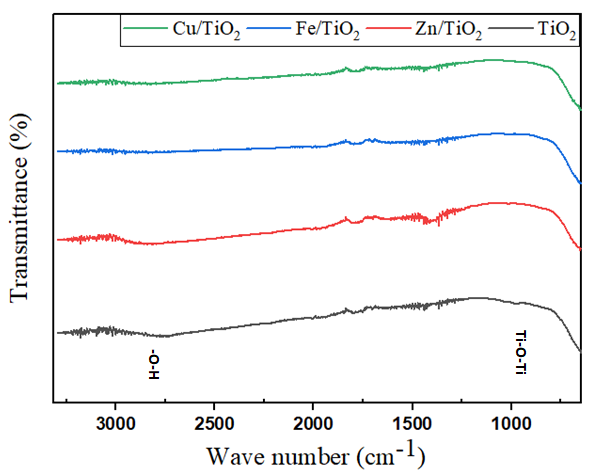 Cu/TiO₂ Fe/TiO₂ Zn/TiO₂ TiO₂
Transmittance (%)
-O-H
Ti-O-Ti
3000 2500 2000 1500 1000
Wave number (cm⁻¹)